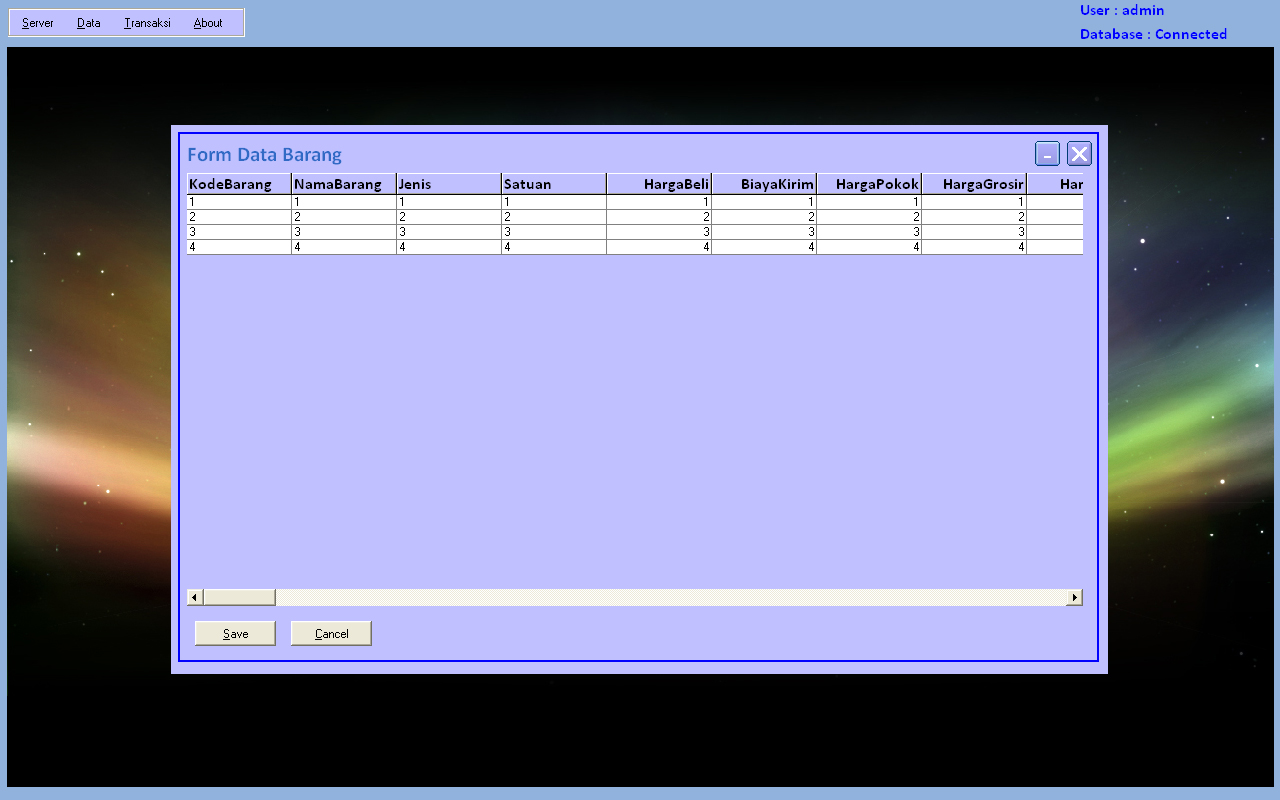 Server Data Transaksi About
User : admin
Database : Connected
Form Data Barang
KodeBarang NamaBarang Jenis Satuan HargaBeli BiayaKirim HargaPokok HargaGrosir Har
1 1 1 1 1 1 1 1
2 2 2 2 2 2 2 2
3 3 3 3 3 3 3 3
4 4 4 4 4 4 4 4
Save Cancel